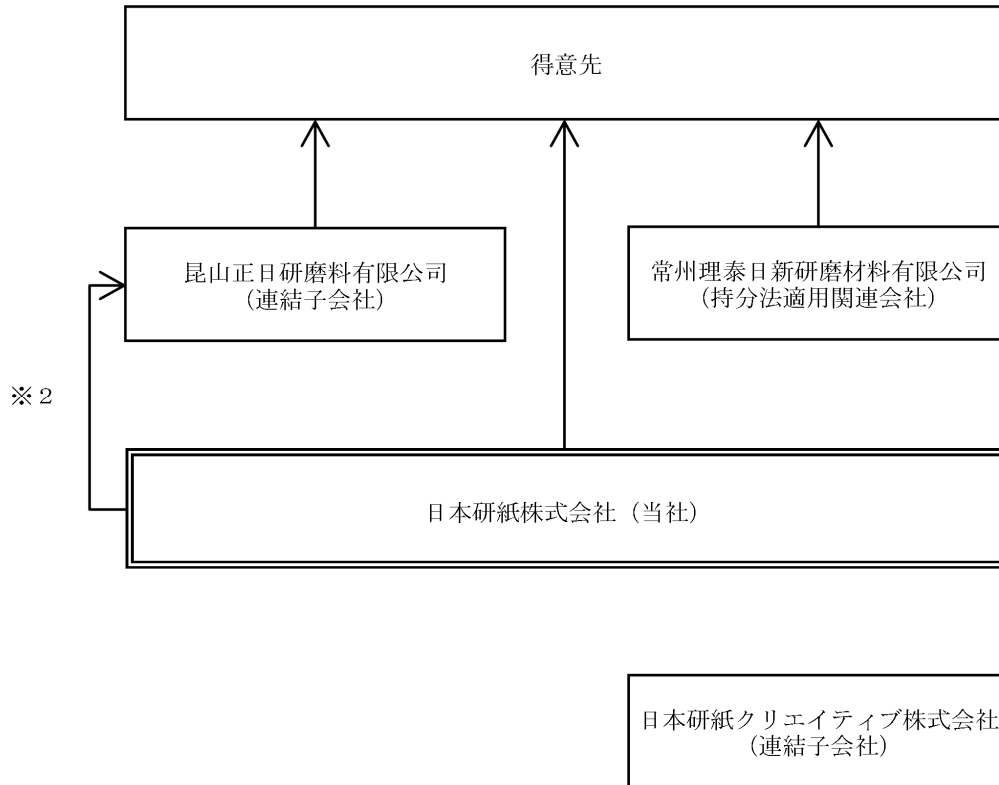 得意先
昆山正日研磨料有限公司
（連結子会社）
常州理泰日新研磨材料有限公司
（持分法適用関連会社）
※２
日本研紙株式会社（当社）
日本研紙クリエイティブ株式会社
（連結子会社）